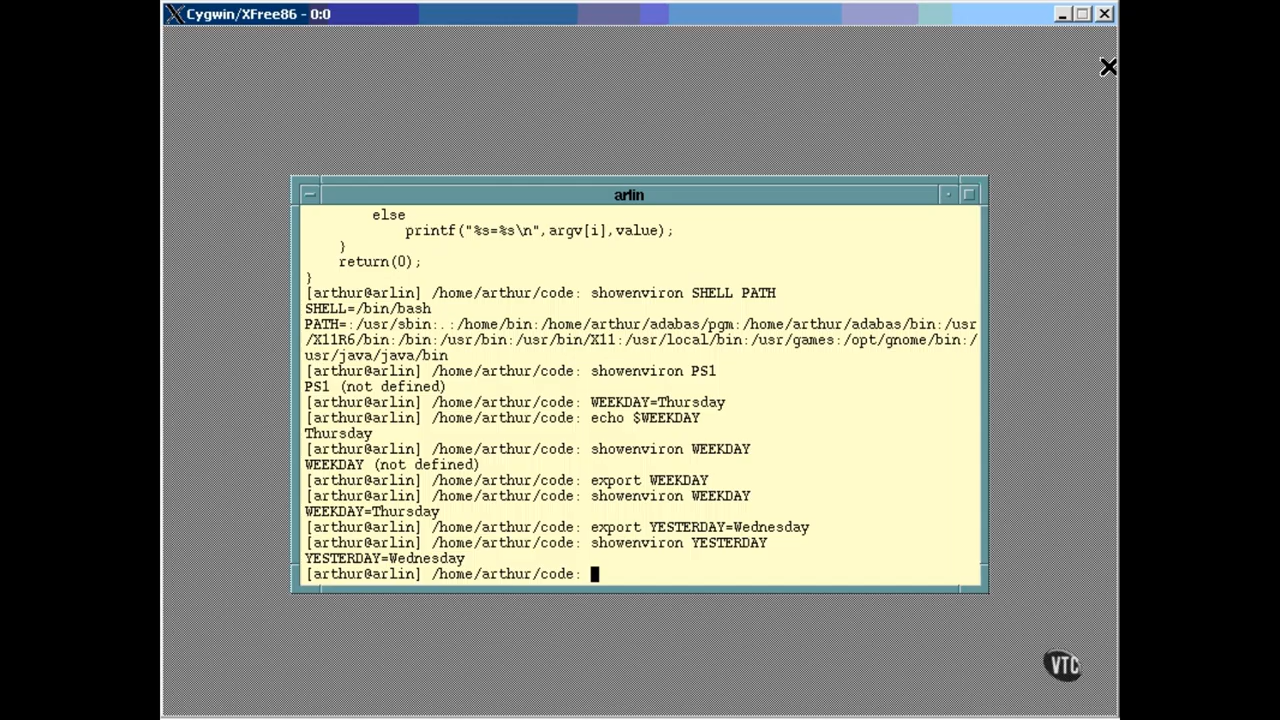 Cygwin/XFree86 - 0:0
arlin
else
printf("%s=%s\n",argv[i],value);
}
return(0);
}
[arthur@arlin] /home/arthur/code: showenviron SHELL PATH
SHELL=/bin/bash
PATH=:/usr/sbin:.:/home/bin:/home/arthur/adabas/pgm:/home/arthur/adabas/bin:/usr
/X11R6/bin:/bin:/usr/bin:/usr/bin/X11:/usr/local/bin:/usr/games:/opt/gnome/bin:/
usr/java/java/bin
[arthur@arlin] /home/arthur/code: showenviron PS1
PS1 (not defined)
[arthur@arlin] /home/arthur/code: WEEKDAY=Thursday
[arthur@arlin] /home/arthur/code: echo $WEEKDAY
Thursday
[arthur@arlin] /home/arthur/code: showenviron WEEKDAY
WEEKDAY (not defined)
[arthur@arlin] /home/arthur/code: export WEEKDAY
[arthur@arlin] /home/arthur/code: showenviron WEEKDAY
WEEKDAY=Thursday
[arthur@arlin] /home/arthur/code: export YESTERDAY=Wednesday
[arthur@arlin] /home/arthur/code: showenviron YESTERDAY
YESTERDAY=Wednesday
[arthur@arlin] /home/arthur/code:
VTC